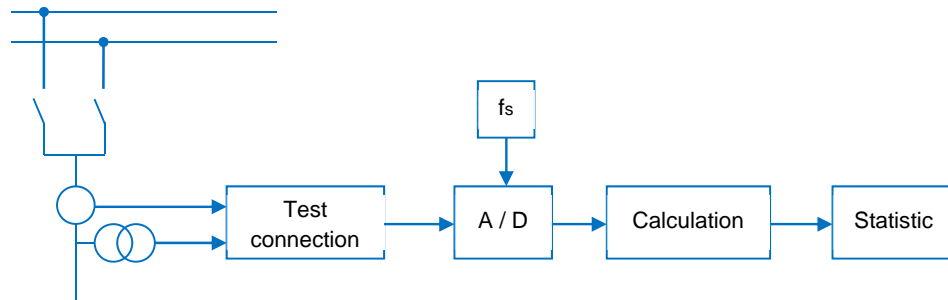 fs
Test
connection
A / D
Calculation
Statistic